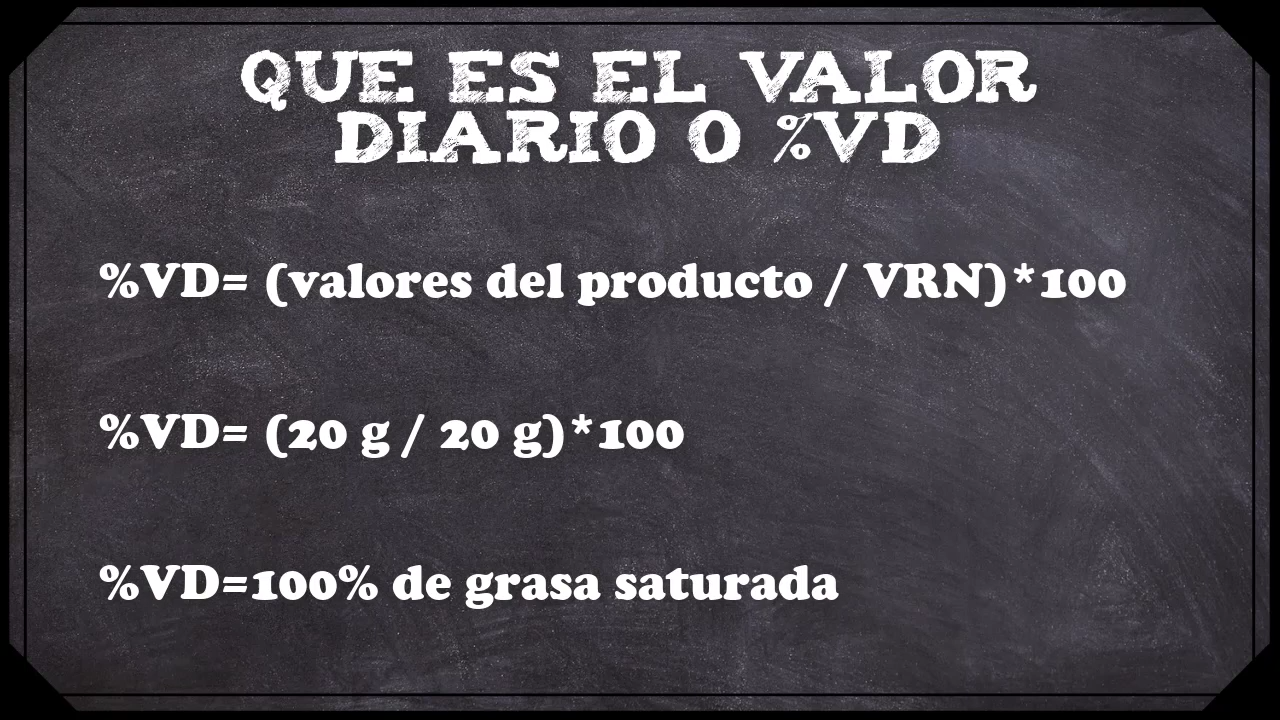 QUE ES EL VALOR
DIARIO O %VD
%VD= (valores del producto / VRN)*100
%VD= (20 g / 20 g)*100
%VD=100% de grasa saturada